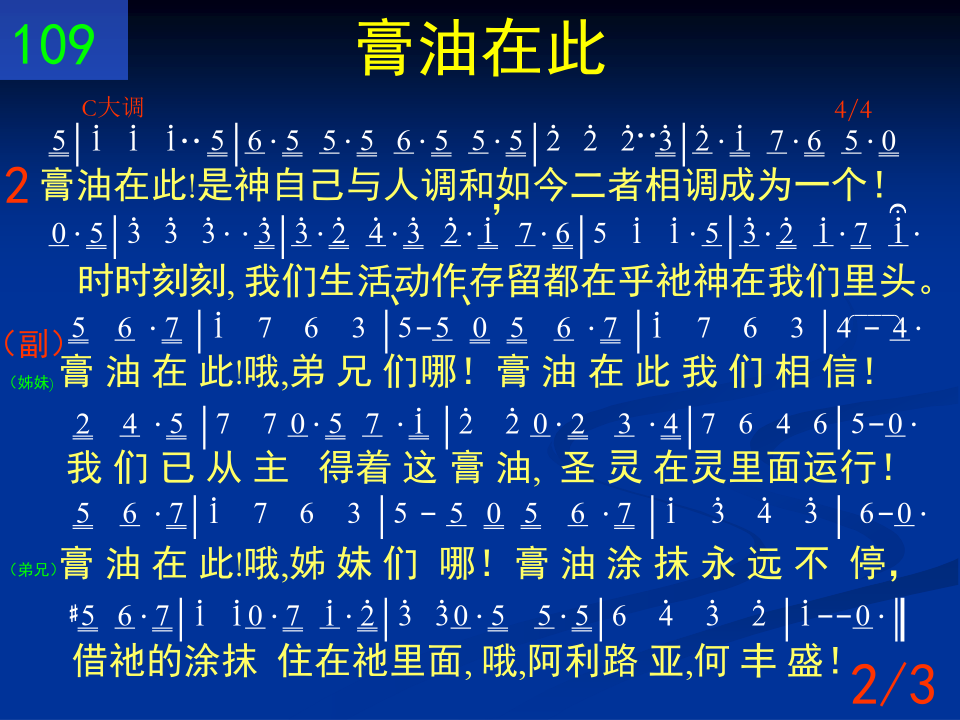 109
膏油在此
C大调 4/4
5|i̇ i̇ i̇··5|6·5 5·5 6·5 5·5|2̇ 2̇ 2̇··3̇|2̇·i̇ 7·6 5·0
2 膏油在此!是神自己与人调和,如今二者相调成为一个!
0·5|3̇ 3̇ 3̇··3̇|3̇·2̇ 4̇·3̇ 2̇·i̇ 7·6|5 i̇ i̇·5|3̇·2̇ i̇·7 i̇·
时时刻刻, 我们生活、动作、存留都在乎祂神在我们里头。
5 6·7|i̇ 7 6 3|5-5 0 5 6·7|i̇ 7 6 3|4-4·
(副)
(姊妹) 膏油在此!哦,弟兄们哪! 膏油在此我们相信!
2 4·5|7 7 0·5 7·i̇|2̇ 2̇ 0·2 3·4|7 6 4 6|5-0·
我们已从主 得着这膏油, 圣灵在灵里面运行!
5 6·7|i̇ 7 6 3|5-5 0 5 6·7|i̇ 3̇ 4̇ 3̇|6-0·
(弟兄) 膏油在此!哦,姊妹们 哪! 膏油涂抹永远不 停,
#5 6·7|i̇ i̇0·7 i̇·2̇|3̇ 3̇0·5 5·5|6 4̇ 3̇ 2̇|i̇--0·‖
借祂的涂抹 住在祂里面, 哦,阿利路亚,何丰盛!
2/3